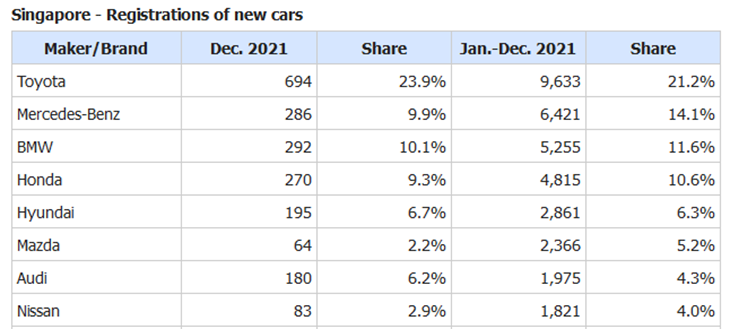 Singapore - Registrations of new cars
Maker/Brand Dec. 2021 Share Jan.-Dec. 2021 Share
Toyota 694 23.9% 9,633 21.2%
Mercedes-Benz 286 9.9% 6,421 14.1%
BMW 292 10.1% 5,255 11.6%
Honda 270 9.3% 4,815 10.6%
Hyundai 195 6.7% 2,861 6.3%
Mazda 64 2.2% 2,366 5.2%
Audi 180 6.2% 1,975 4.3%
Nissan 83 2.9% 1,821 4.0%